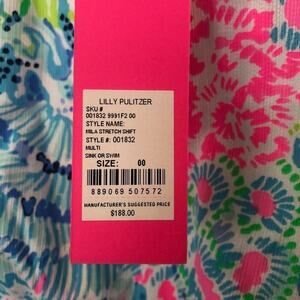 LILLY PULITZER
SKU #
001832 9991F2 00
STYLE NAME:
MILA STRETCH SHIFT
STYLE #: 001832
MULTI
SINK OR SWIM
SIZE: 00
889069 507572
MANUFACTURER'S SUGGESTED PRICE
$188.00